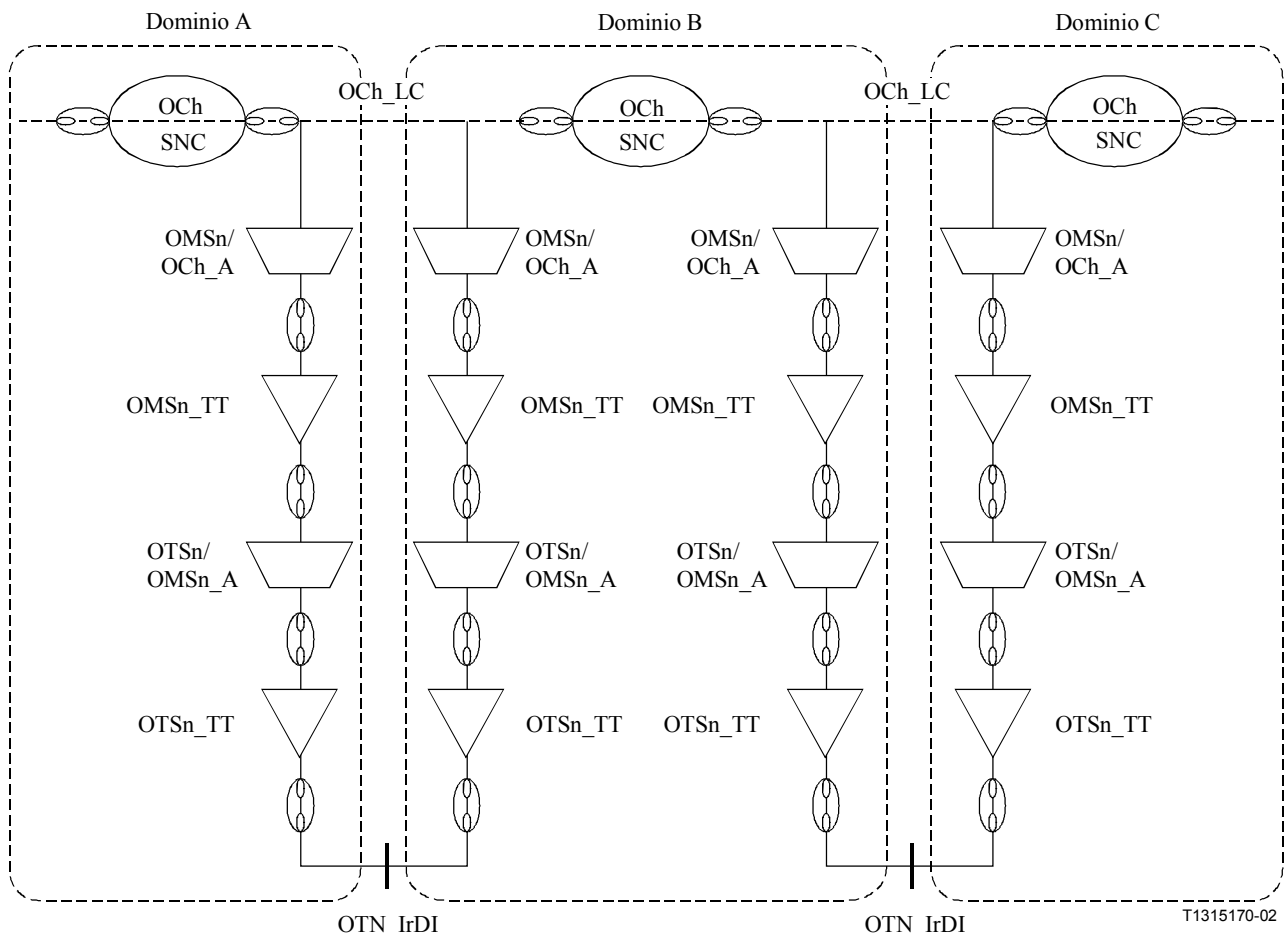 Dominio A
Dominio B
Dominio C
OCh_LC
OCh_LC
OCh
SNC
OCh
SNC
OCh
SNC
OMSn/
OCh_A
OMSn/
OCh_A
OMSn/
OCh_A
OMSn/
OCh_A
OMSn_TT
OMSn_TT
OMSn_TT
OMSn_TT
OTSn/
OMSn_A
OTSn/
OMSn_A
OTSn/
OMSn_A
OTSn/
OMSn_A
OTSn_TT
OTSn_TT
OTSn_TT
OTSn_TT
OTN IrDI
OTN IrDI
T1315170-02